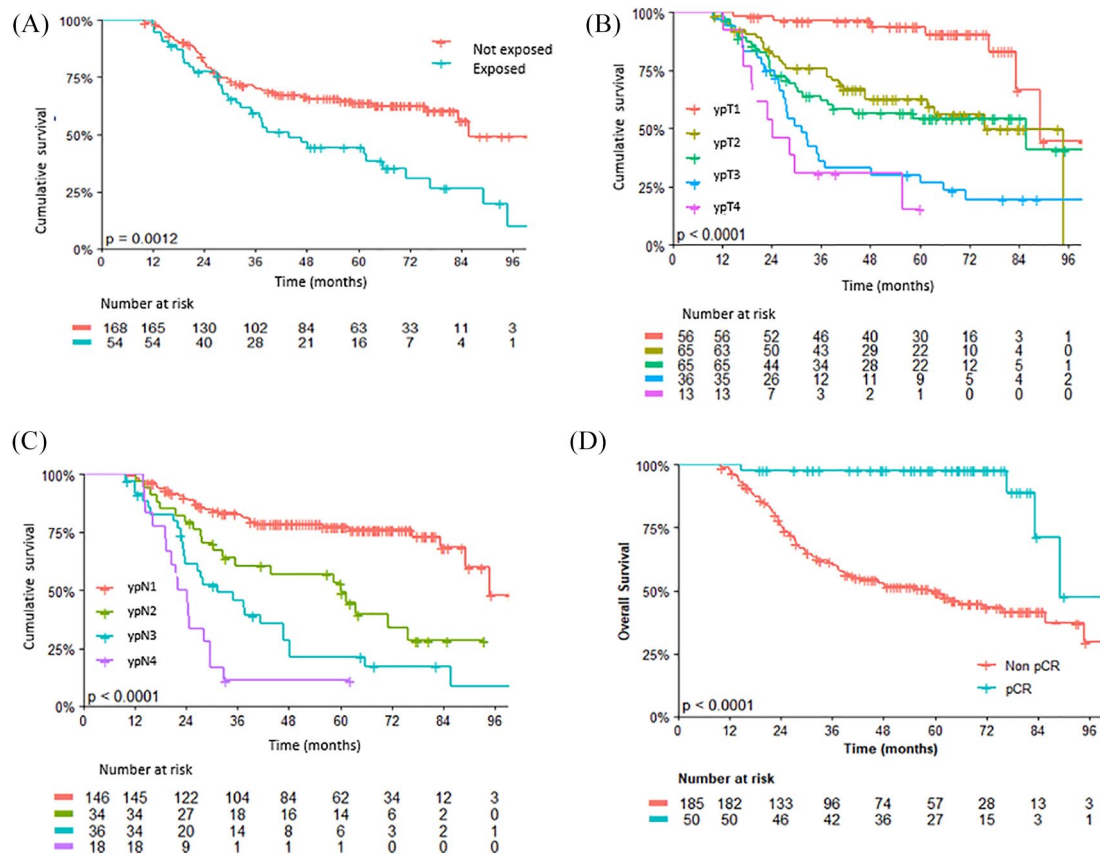 (A)
Cumulative survival
100%
75%
50%
25%
0%
Not exposed
Exposed
p = 0.0012
0 12 24 36 48 60 72 84 96
Time (months)
Number at risk
168 165 130 102 84 63 33 11 3
54 54 40 28 21 16 7 4 1
(B)
Cumulative survival
100%
75%
50%
25%
0%
ypT1
ypT2
ypT3
ypT4
p < 0.0001
0 12 24 36 48 60 72 84 96
Time (months)
Number at risk
56 56 52 46 40 30 16 3 1
65 63 50 43 29 22 10 4 0
65 65 44 34 28 22 12 5 1
36 35 26 12 11 9 5 4 2
13 13 7 3 2 1 0 0 0
(C)
Cumulative survival
100%
75%
50%
25%
0%
ypN1
ypN2
ypN3
ypN4
p < 0.0001
0 12 24 36 48 60 72 84 96
Time (months)
Number at risk
146 145 122 104 84 62 34 12 3
34 34 27 18 16 14 6 2 0
36 34 20 14 8 6 3 2 1
18 18 9 1 1 1 0 0 0
(D)
Overall Survival
100%
75%
50%
25%
0%
Non pCR
pCR
p < 0.0001
0 12 24 36 48 60 72 84 96
Time (months)
Number at risk
185 182 133 96 74 57 28 13 3
50 50 46 42 36 27 15 3 1